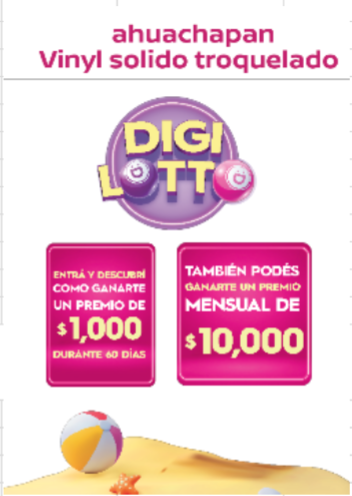 ahuachapan
Vinyl solido troquelado
DIGI
LOTTO
ENTRÁ Y DESCUBRÍ
COMO GANARTE
UN PREMIO DE
$1,000
DURANTE 60 DÍAS
TAMBIÉN PODÉS
GANARTE UN PREMIO
MENSUAL DE
$10,000